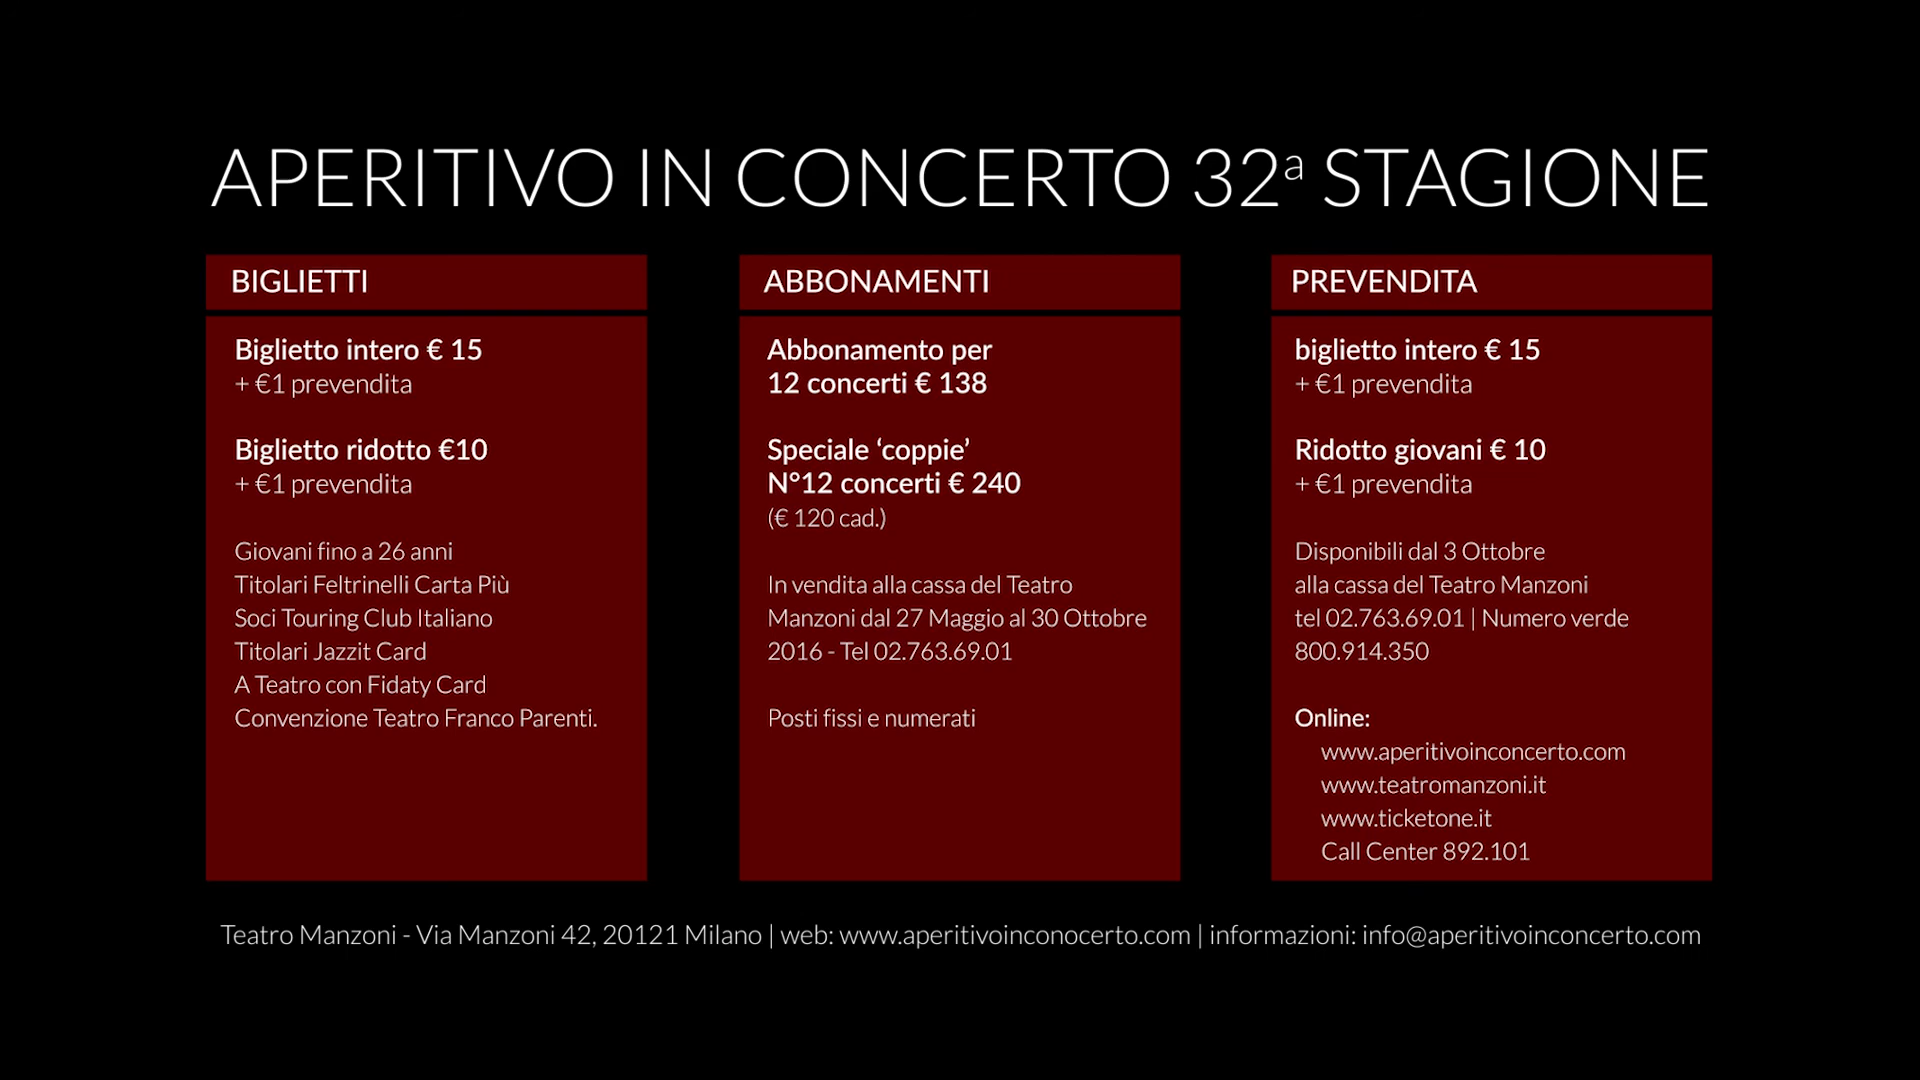 APERITIVO IN CONCERTO 32ª STAGIONE
BIGLIETTI
Biglietto intero € 15
+ €1 prevendita
Biglietto ridotto €10
+ €1 prevendita
Giovani fino a 26 anni
Titolari Feltrinelli Carta Più
Soci Touring Club Italiano
Titolari Jazzit Card
A Teatro con Fidaty Card
Convenzione Teatro Franco Parenti.
ABBONAMENTI
Abbonamento per
12 concerti € 138
Speciale ‘coppie’
N°12 concerti € 240
(€ 120 cad.)
In vendita alla cassa del Teatro
Manzoni dal 27 Maggio al 30 Ottobre
2016 - Tel 02.763.69.01
Posti fissi e numerati
PREVENDITA
biglietto intero € 15
+ €1 prevendita
Ridotto giovani € 10
+ €1 prevendita
Disponibili dal 3 Ottobre
alla cassa del Teatro Manzoni
tel 02.763.69.01 | Numero verde
800.914.350
Online:
www.aperitivoinconcerto.com
www.teatromanzoni.it
www.ticketone.it
Call Center 892.101
Teatro Manzoni - Via Manzoni 42, 20121 Milano | web: www.aperitivoinconocerto.com | informazioni: info@aperitivoinconcerto.com